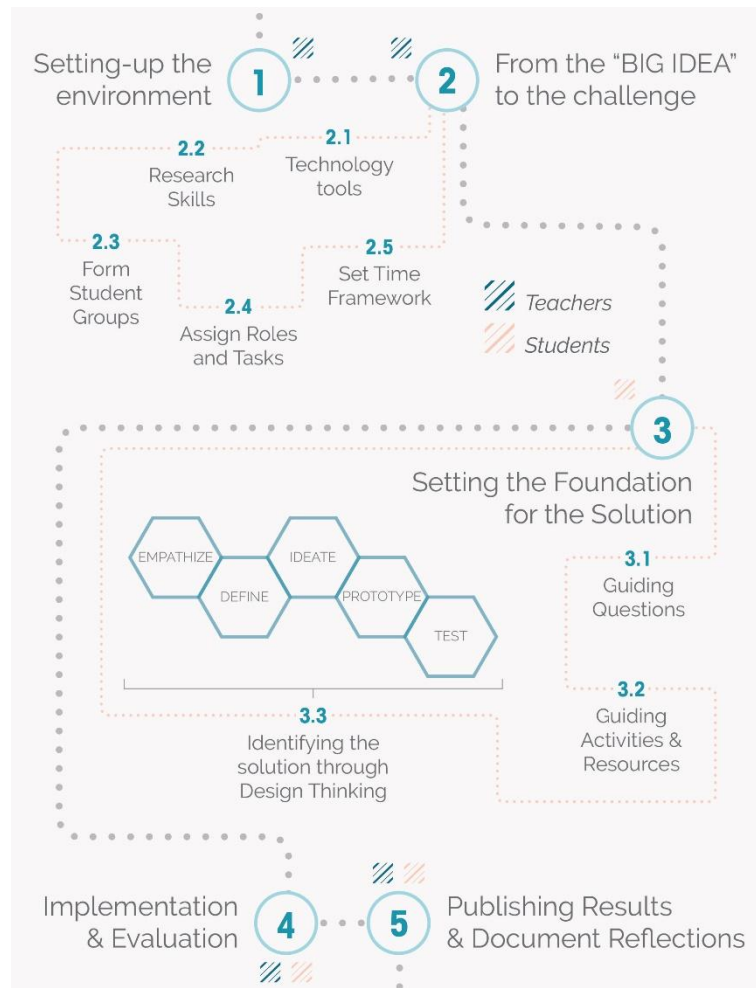 Setting-up the
environment
1
2
From the “BIG IDEA”
to the challenge
2.1
Technology
tools
2.2
Research
Skills
2.3
Form
Student
Groups
2.4
Assign Roles
and Tasks
2.5
Set Time
Framework
Teachers
Students
3
Setting the Foundation
for the Solution
3.1
Guiding
Questions
3.2
Guiding
Activities &
Resources
EMPATHIZE
DEFINE
IDEATE
PROTOTYPE
TEST
3.3
Identifying the
solution through
Design Thinking
Implementation
& Evaluation
4
5
Publishing Results
& Document Reflections